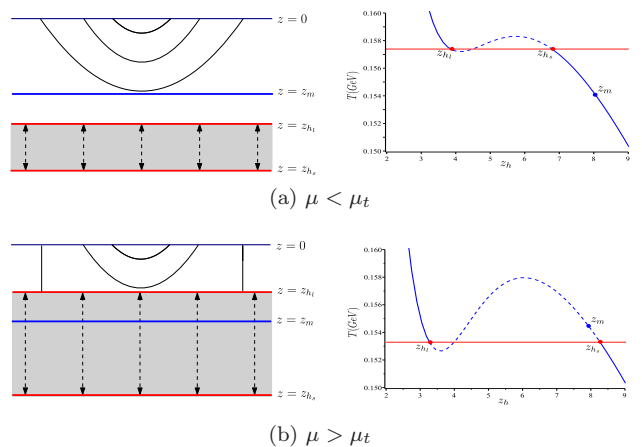 z = 0
z = z_m
z = z_{h_l}
z = z_{h_s}
0.160
0.158
0.156
0.154
0.152
0.150
T(GeV)
z_{h_l}
z_{h_s}
z_m
2 3 4 5 6 7 8 9
z_h
(a) μ < μ_t
z = 0
z = z_{h_l}
z = z_m
z = z_{h_s}
0.160
0.158
0.156
0.154
0.152
0.150
T(GeV)
z_{h_l}
z_m
z_{h_s}
2 3 4 5 6 7 8 9
z_h
(b) μ > μ_t